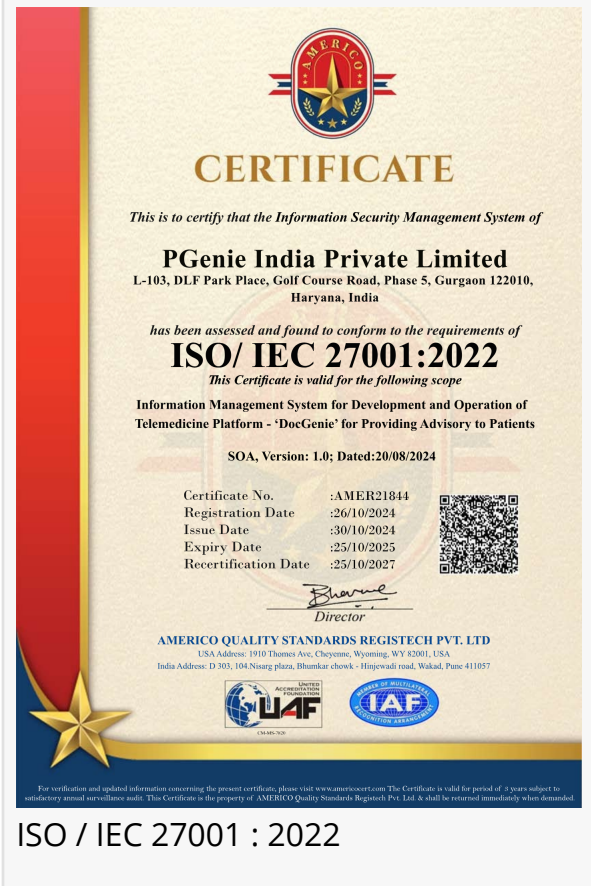 AMERICO
CERTIFICATE
This is to certify that the Information Security Management System of
PGenie India Private Limited
L-103, DLF Park Place, Golf Course Road, Phase 5, Gurgaon 122010,
Haryana, India
has been assessed and found to conform to the requirements of
ISO/ IEC 27001:2022
This Certificate is valid for the following scope
Information Management System for Development and Operation of
Telemedicine Platform - ‘DocGenie’ for Providing Advisory to Patients
SOA, Version: 1.0; Dated:20/08/2024
Certificate No. :AMER21844
Registration Date :26/10/2024
Issue Date :30/10/2024
Expiry Date :25/10/2025
Recertification Date :25/10/2027
Director
AMERICO QUALITY STANDARDS REGISTECH PVT. LTD
USA Address: 1910 Thomes Ave, Cheyenne, Wyoming, WY 82001, USA
India Address: D 303, 104.Nisarg plaza, Bhumkar chowk - Hinjewadi road, Wakad, Pune 411057
UNITED
ACCREDITATION
FOUNDATION
UAF
CM-MS-7620
MEMBER OF MULTILATERAL
IAF
RECOGNITION ARRANGEMENT
For verification and updated information concerning the present certificate, please visit www.americocert.com The Certificate is valid for period of 3 years subject to
satisfactory annual surveillance audit. This Certificate is the property of AMERICO Quality Standards Registech Pvt. Ltd. & shall be returned immediately when demanded.
ISO / IEC 27001 : 2022